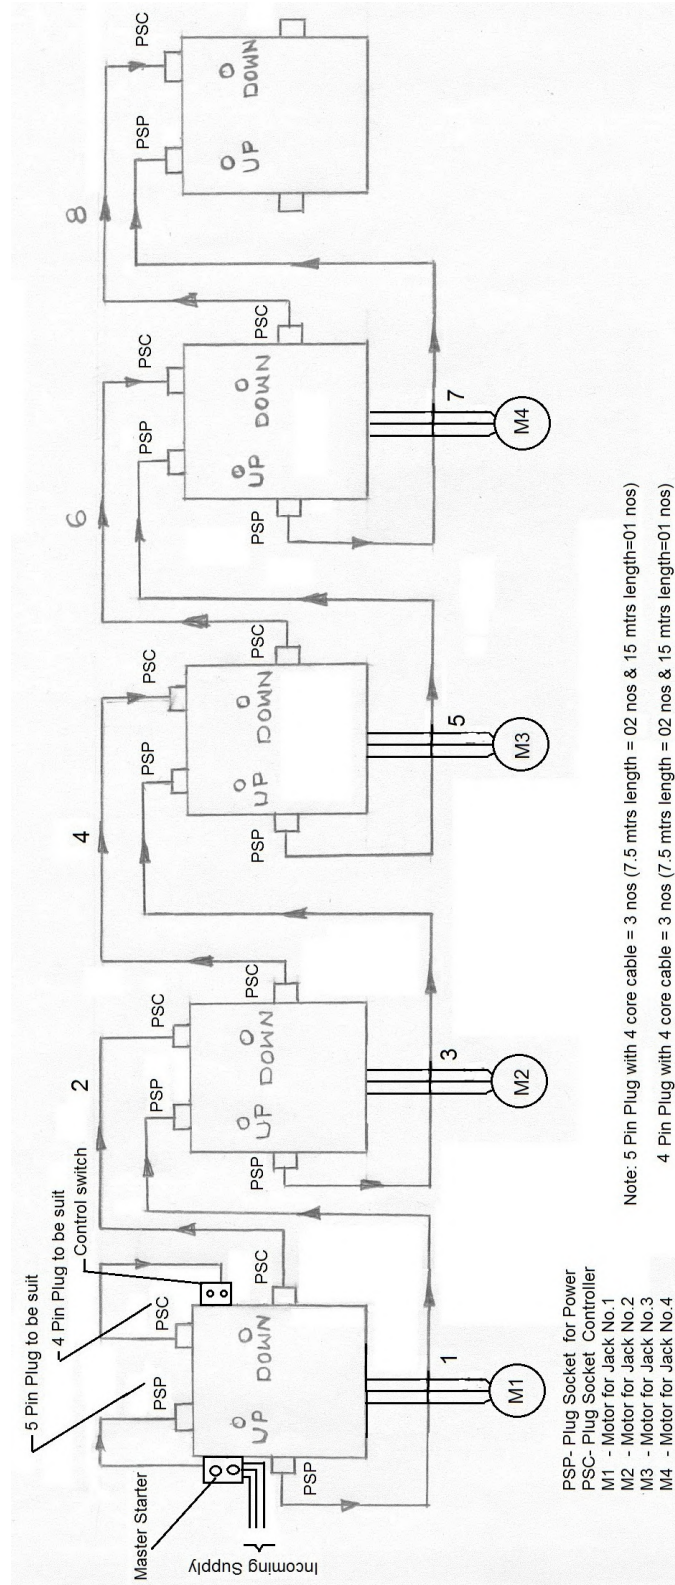 5 Pin Plug to be suit
4 Pin Plug to be suit
Control switch
2
4
6
8
Master Starter
Incoming Supply
PSP
PSC
UP
DOWN
PSP
PSC
1
M1
PSP
PSC
UP
DOWN
PSP
PSC
3
M2
PSP
PSC
UP
DOWN
PSP
PSC
5
M3
PSP
PSC
UP
DOWN
PSP
PSC
7
M4
PSP
PSC
UP
DOWN
PSP- Plug Socket for Power
PSC- Plug Socket Controller
M1 - Motor for Jack No.1
M2 - Motor for Jack No.2
M3 - Motor for Jack No.3
M4 - Motor for Jack No.4
Note: 5 Pin Plug with 4 core cable = 3 nos (7.5 mtrs length = 02 nos & 15 mtrs length=01 nos)
4 Pin Plug with 4 core cable = 3 nos (7.5 mtrs length = 02 nos & 15 mtrs length=01 nos)